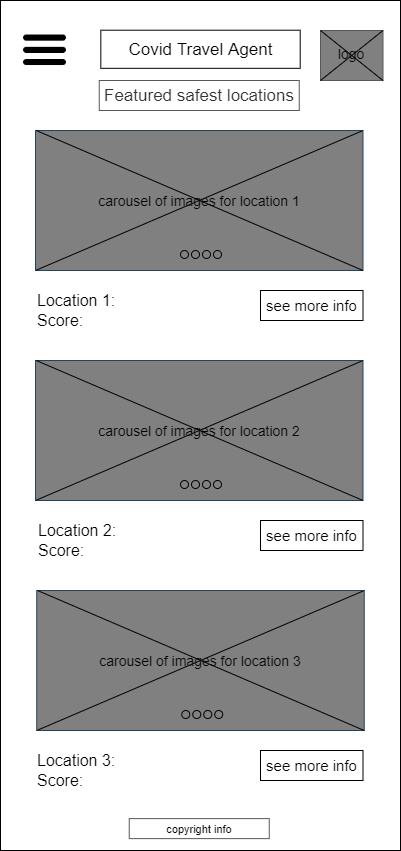 Covid Travel Agent
logo
Featured safest locations
carousel of images for location 1
Location 1:
see more info
Score:
carousel of images for location 2
Location 2:
see more info
Score:
carousel of images for location 3
Location 3:
see more info
Score:
copyright info